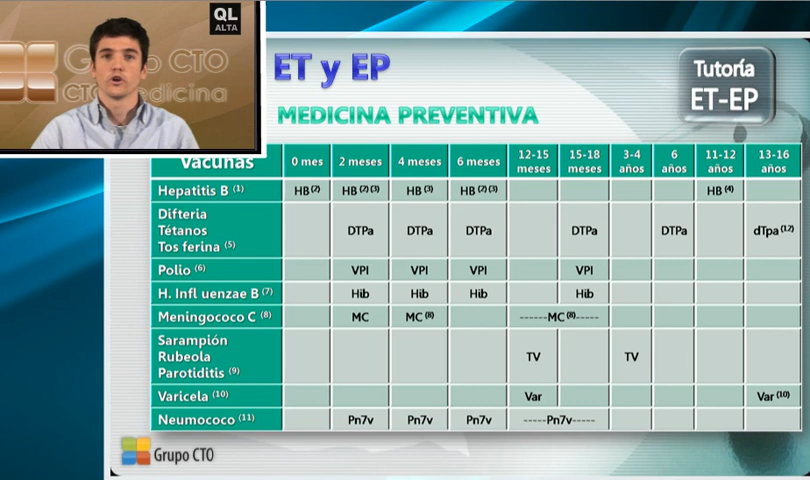 QL
ALTA
Grupo CTO
CTO Medicina
ET y EP
Tutoría
ET-EP
MEDICINA PREVENTIVA
Vacunas 0 mes 2 meses 4 meses 6 meses 12-15 meses 15-18 meses 3-4 años 6 años 11-12 años 13-16 años
Hepatitis B (1) HB (2) HB (2) (3) HB (3) HB (2) (3) HB (4)
Difteria
Tétanos DTPa DTPa DTPa DTPa DTPa dTpa (12)
Tos ferina (5)
Polio (6) VPI VPI VPI VPI
H. Infl uenzae B (7) Hib Hib Hib Hib
Meningococo C (8) MC MC (8) ------MC (8)-----
Sarampión
Rubeola TV TV
Parotiditis (9)
Varicela (10) Var Var (10)
Neumococo (11) Pn7v Pn7v Pn7v -----Pn7v-----
Grupo CTO